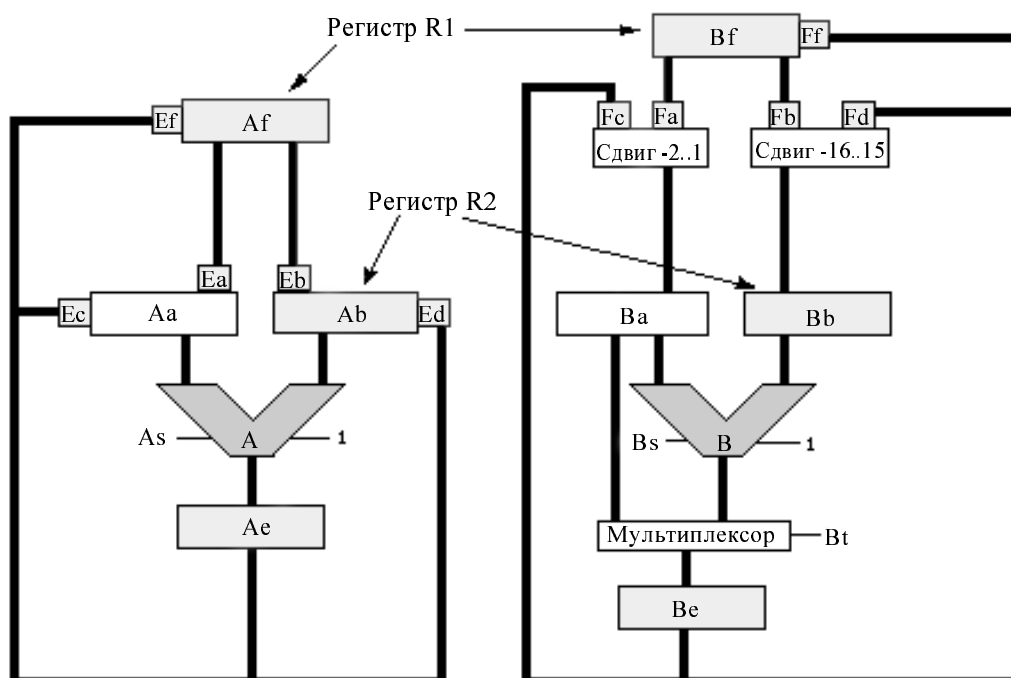 Регистр R1
Bf
Ff
Ef
Af
Fc
Fa
Fb
Fd
Сдвиг -2..1
Сдвиг -16..15
Регистр R2
Ea
Eb
Ec
Aa
Ab
Ed
Ba
Bb
As
A
1
Bs
B
1
Ae
Мультиплексор
Bt
Be